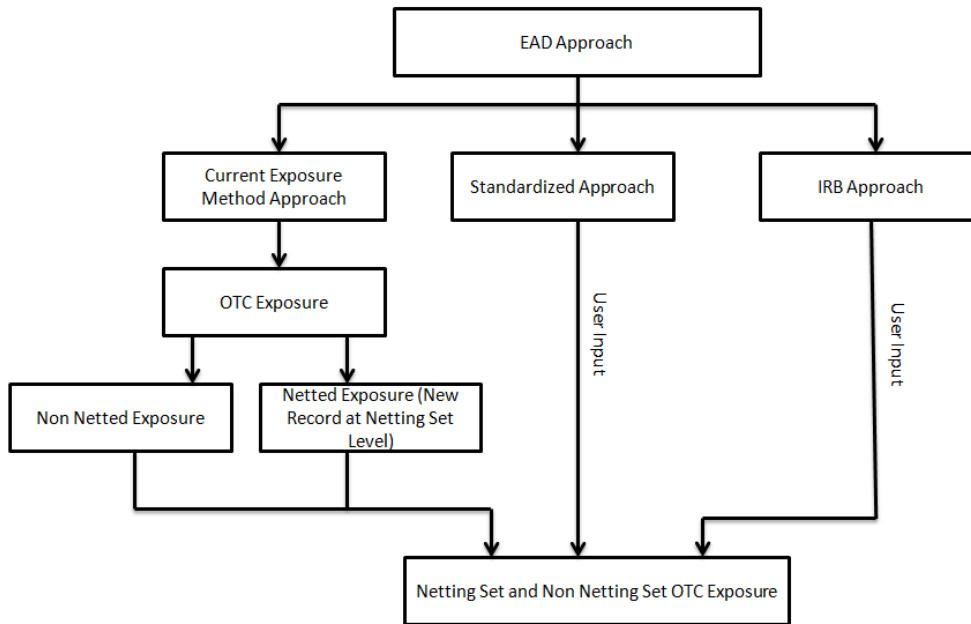 EAD Approach
Current Exposure
Method Approach
Standardized Approach
IRB Approach
OTC Exposure
User Input
User Input
Non Netted Exposure
Netted Exposure (New
Record at Netting Set
Level)
Netting Set and Non Netting Set OTC Exposure